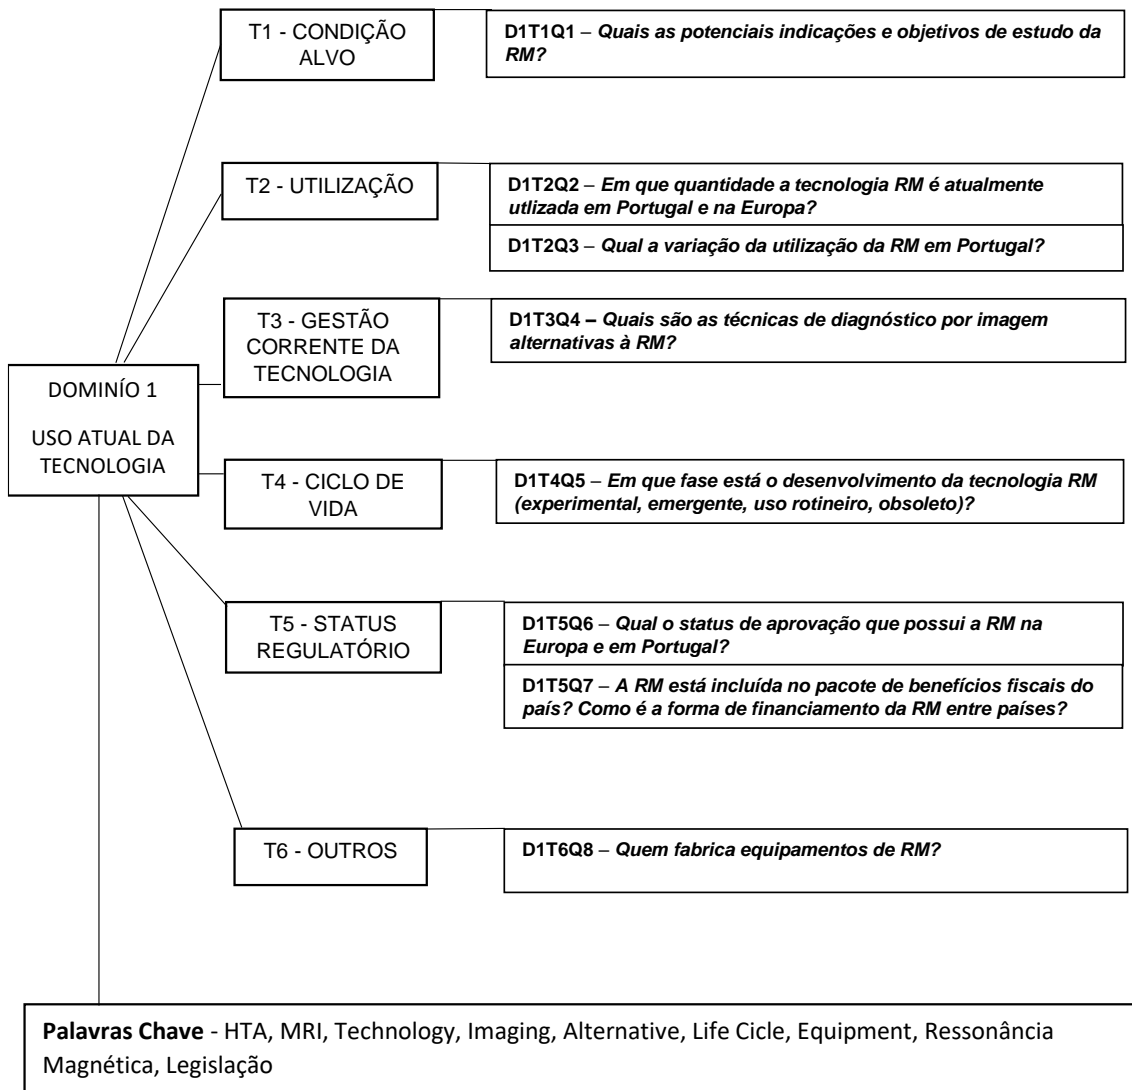 T1 - CONDIÇÃO
ALVO
D1T1Q1 – Quais as potenciais indicações e objetivos de estudo da
RM?
T2 - UTILIZAÇÃO
D1T2Q2 – Em que quantidade a tecnologia RM é atualmente
utlizada em Portugal e na Europa?
D1T2Q3 – Qual a variação da utilização da RM em Portugal?
T3 - GESTÃO
CORRENTE DA
TECNOLOGIA
D1T3Q4 – Quais são as técnicas de diagnóstico por imagem
alternativas à RM?
DOMINÍO 1
USO ATUAL DA
TECNOLOGIA
T4 - CICLO DE
VIDA
D1T4Q5 – Em que fase está o desenvolvimento da tecnologia RM
(experimental, emergente, uso rotineiro, obsoleto)?
T5 - STATUS
REGULATÓRIO
D1T5Q6 – Qual o status de aprovação que possui a RM na
Europa e em Portugal?
D1T5Q7 – A RM está incluída no pacote de benefícios fiscais do
país? Como é a forma de financiamento da RM entre países?
T6 - OUTROS
D1T6Q8 – Quem fabrica equipamentos de RM?
Palavras Chave - HTA, MRI, Technology, Imaging, Alternative, Life Cicle, Equipment, Ressonância
Magnética, Legislação